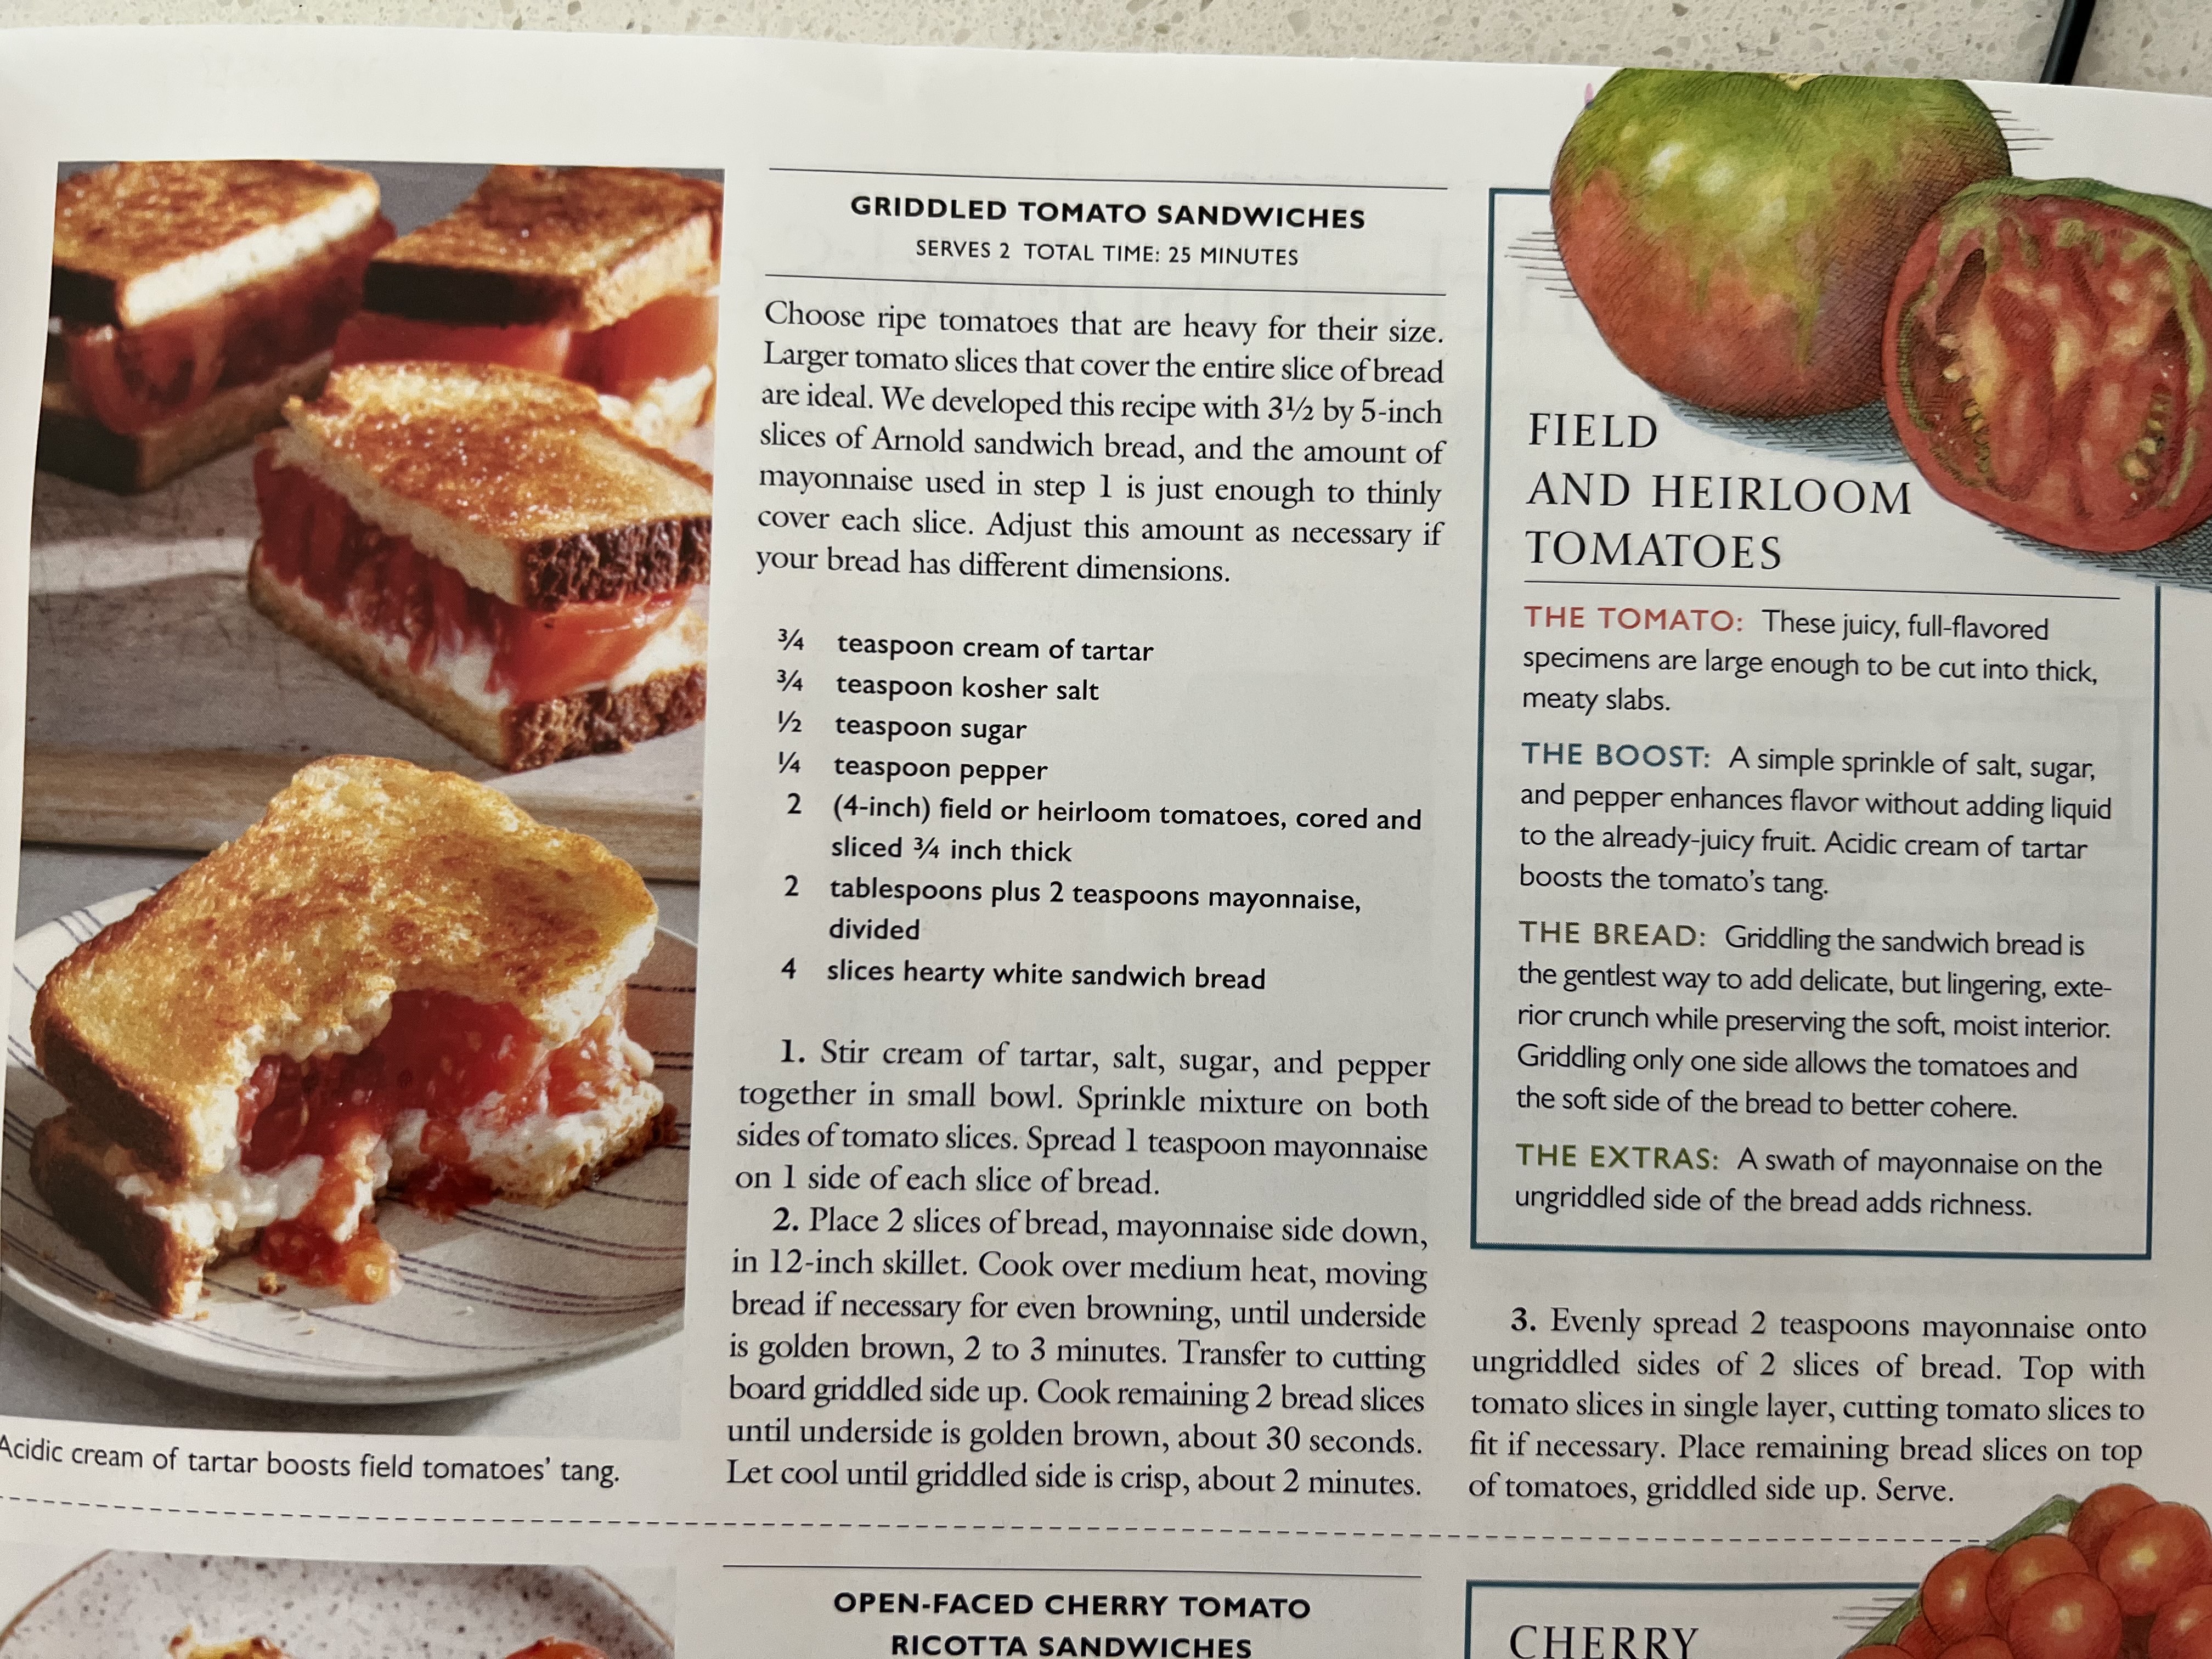 GRIDDLED TOMATO SANDWICHES
SERVES 2 TOTAL TIME: 25 MINUTES
Choose ripe tomatoes that are heavy for their size.
Larger tomato slices that cover the entire slice of bread
are ideal. We developed this recipe with 3½ by 5-inch
slices of Arnold sandwich bread, and the amount of
mayonnaise used in step 1 is just enough to thinly
cover each slice. Adjust this amount as necessary if
your bread has different dimensions.
¾ teaspoon cream of tartar
¾ teaspoon kosher salt
½ teaspoon sugar
¼ teaspoon pepper
2 (4-inch) field or heirloom tomatoes, cored and
sliced ¾ inch thick
2 tablespoons plus 2 teaspoons mayonnaise,
divided
4 slices hearty white sandwich bread
1. Stir cream of tartar, salt, sugar, and pepper
together in small bowl. Sprinkle mixture on both
sides of tomato slices. Spread 1 teaspoon mayonnaise
on 1 side of each slice of bread.
2. Place 2 slices of bread, mayonnaise side down,
in 12-inch skillet. Cook over medium heat, moving
bread if necessary for even browning, until underside
is golden brown, 2 to 3 minutes. Transfer to cutting
board griddled side up. Cook remaining 2 bread slices
until underside is golden brown, about 30 seconds.
Let cool until griddled side is crisp, about 2 minutes.
FIELD
AND HEIRLOOM
TOMATOES
THE TOMATO: These juicy, full-flavored
specimens are large enough to be cut into thick,
meaty slabs.
THE BOOST: A simple sprinkle of salt, sugar,
and pepper enhances flavor without adding liquid
to the already-juicy fruit. Acidic cream of tartar
boosts the tomato's tang.
THE BREAD: Griddling the sandwich bread is
the gentlest way to add delicate, but lingering, exte-
rior crunch while preserving the soft, moist interior.
Griddling only one side allows the tomatoes and
the soft side of the bread to better cohere.
THE EXTRAS: A swath of mayonnaise on the
ungriddled side of the bread adds richness.
3. Evenly spread 2 teaspoons mayonnaise onto
ungriddled sides of 2 slices of bread. Top with
tomato slices in single layer, cutting tomato slices to
fit if necessary. Place remaining bread slices on top
of tomatoes, griddled side up. Serve.
Acidic cream of tartar boosts field tomatoes' tang.
OPEN-FACED CHERRY TOMATO
RICOTTA SANDWICHES
CHERRY